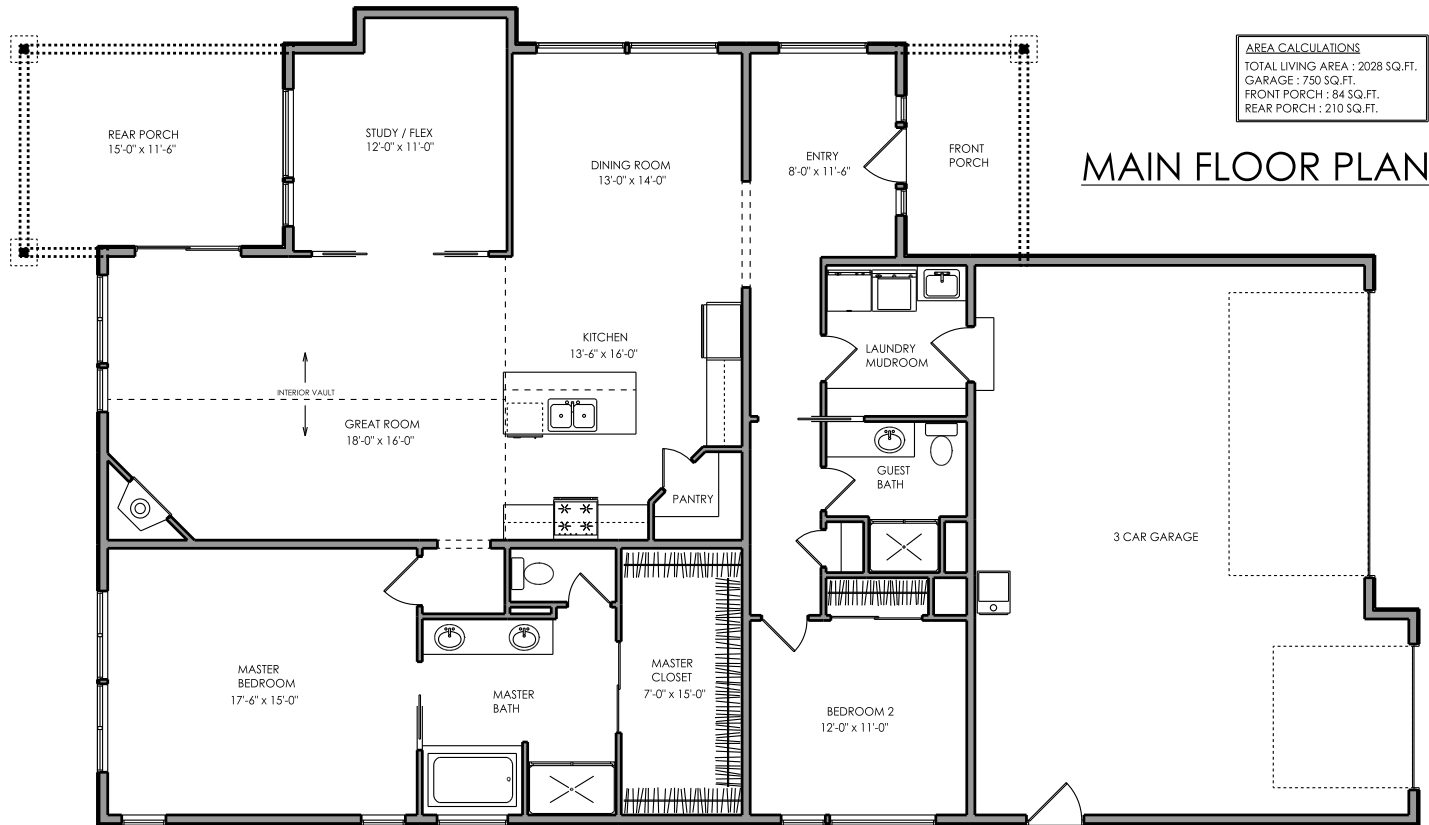 AREA CALCULATIONS
TOTAL LIVING AREA : 2028 SQ.FT.
GARAGE : 750 SQ.FT.
FRONT PORCH : 84 SQ.FT.
REAR PORCH : 210 SQ.FT.
MAIN FLOOR PLAN
REAR PORCH
15'-0" x 11'-6"
STUDY / FLEX
12'-0" x 11'-0"
DINING ROOM
13'-0" x 14'-0"
ENTRY
8'-0" x 11'-6"
FRONT
PORCH
KITCHEN
13'-6" x 16'-0"
LAUNDRY
MUDROOM
INTERIOR VAULT
GREAT ROOM
18'-0" x 16'-0"
GUEST
BATH
PANTRY
3 CAR GARAGE
MASTER
BEDROOM
17'-6" x 15'-0"
MASTER
BATH
MASTER
CLOSET
7'-0" x 15'-0"
BEDROOM 2
12'-0" x 11'-0"